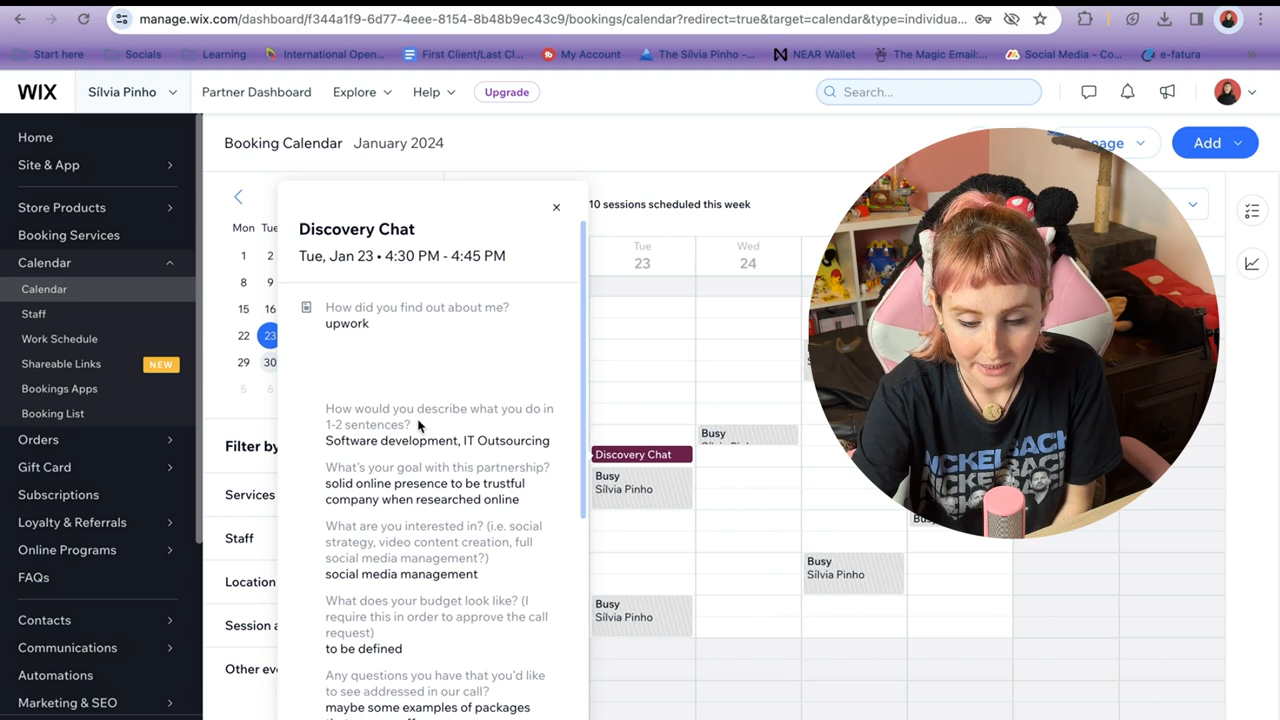 manage.wix.com/dashboard/f344a1f9-6d77-4eee-8154-8b48b9ec43c9/bookings/calendar?redirect=true&target=calendar&type=individua...
Start here
Socials
Learning
International Open...
First Client/Last Cl...
My Account
The Sílvia Pinho -...
NEAR Wallet
The Magic Email:...
Social Media - Co...
e-fatura
WIX
Sílvia Pinho
Partner Dashboard
Explore
Help
Upgrade
Search...
Home
Site & App
Store Products
Booking Services
Calendar
Calendar
Staff
Work Schedule
Shareable Links NEW
Bookings Apps
Booking List
Orders
Gift Card
Subscriptions
Loyalty & Referrals
Online Programs
FAQs
Contacts
Communications
Automations
Marketing & SEO
Booking Calendar January 2024
Add
Mon Tue
1 2
8 9
15 16
22 23
29 30
5 6
Filter by
Services
Staff
Location
Session
Discovery Chat
Tue, Jan 23 • 4:30 PM - 4:45 PM
How did you find out about me?
upwork
How would you describe what you do in
1-2 sentences?
Software development, IT Outsourcing
What's your goal with this partnership?
solid online presence to be trustful
company when researched online
What are you interested in? (i.e. social
strategy, video content creation, full
social media management?)
social media management
What does your budget look like? (I
require this in order to approve the call
request)
to be defined
Any questions you have that you'd like
to see addressed in our call?
maybe some examples of packages
10 sessions scheduled this week
Tue
23
Wed
24
Busy
Discovery Chat
Busy
Sílvia Pinho
Busy
Sílvia Pinho
Busy
Sílvia Pinho
NICKELBACK